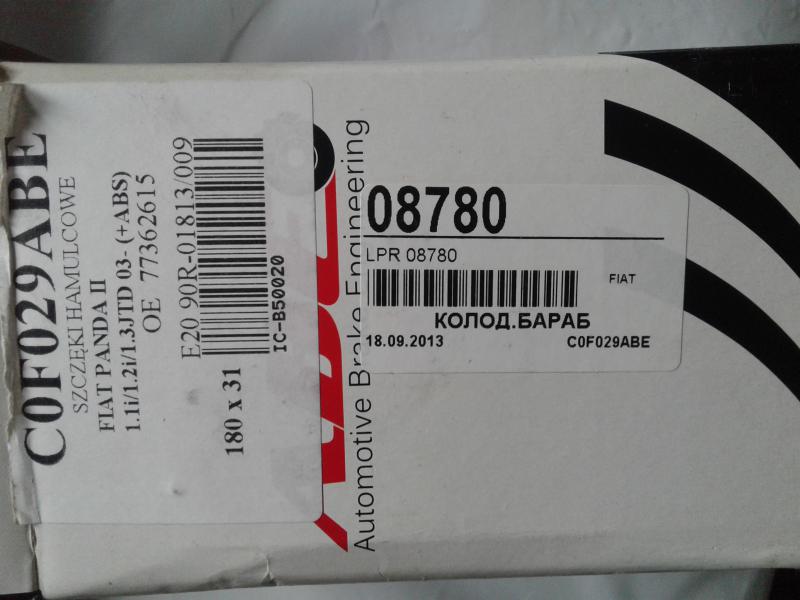 C0F029ABE
SZCZĘKI HAMULCOWE
FIAT PANDA II
1.1i/1.2i/1.3JTD 03- (+ABS)
OE 77362615
E20 90R-01813/009
IC-B50020
180 x 31
Automotive Brake Engineering
08780
LPR 08780
FIAT
КОЛОД.БАРАБ
18.09.2013 C0F029ABE